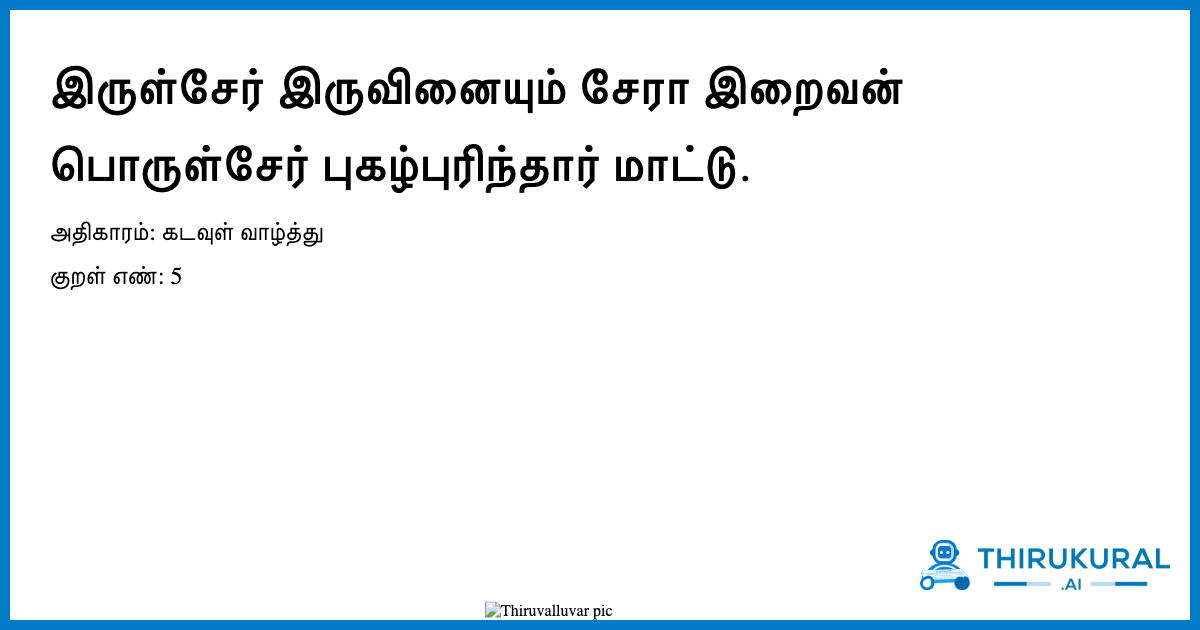 இருள்சேர் இருவினையும் சேரா இறைவன்
பொருள்சேர் புகழ்புரிந்தார் மாட்டு.
அதிகாரம்: கடவுள் வாழ்த்து
குறள் எண்: 5
THIRUKURAL
.AI
Thiruvalluvar pic